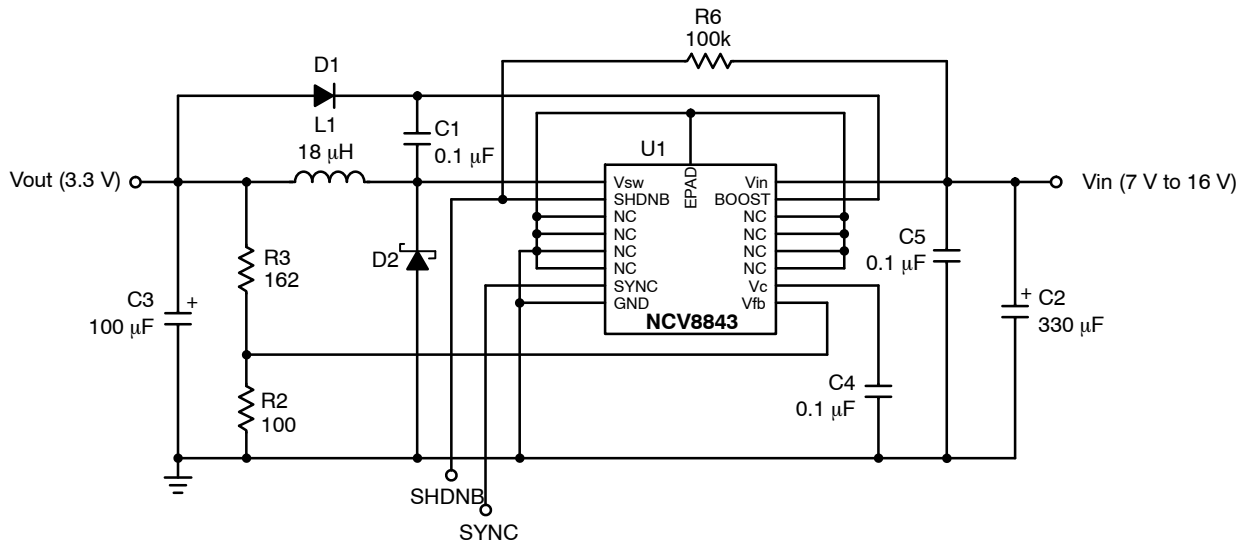 R6
100k
D1
L1
18 μH
C1
0.1 μF
U1
Vout (3.3 V)
Vin (7 V to 16 V)
Vsw
SHDNB
NC
NC
NC
NC
SYNC
GND
EPAD
Vin
BOOST
NC
NC
NC
NC
Vc
Vfb
NCV8843
R3
162
D2
C3
+
100 μF
C5
0.1 μF
+
C2
330 μF
R2
100
C4
0.1 μF
SHDNB
SYNC